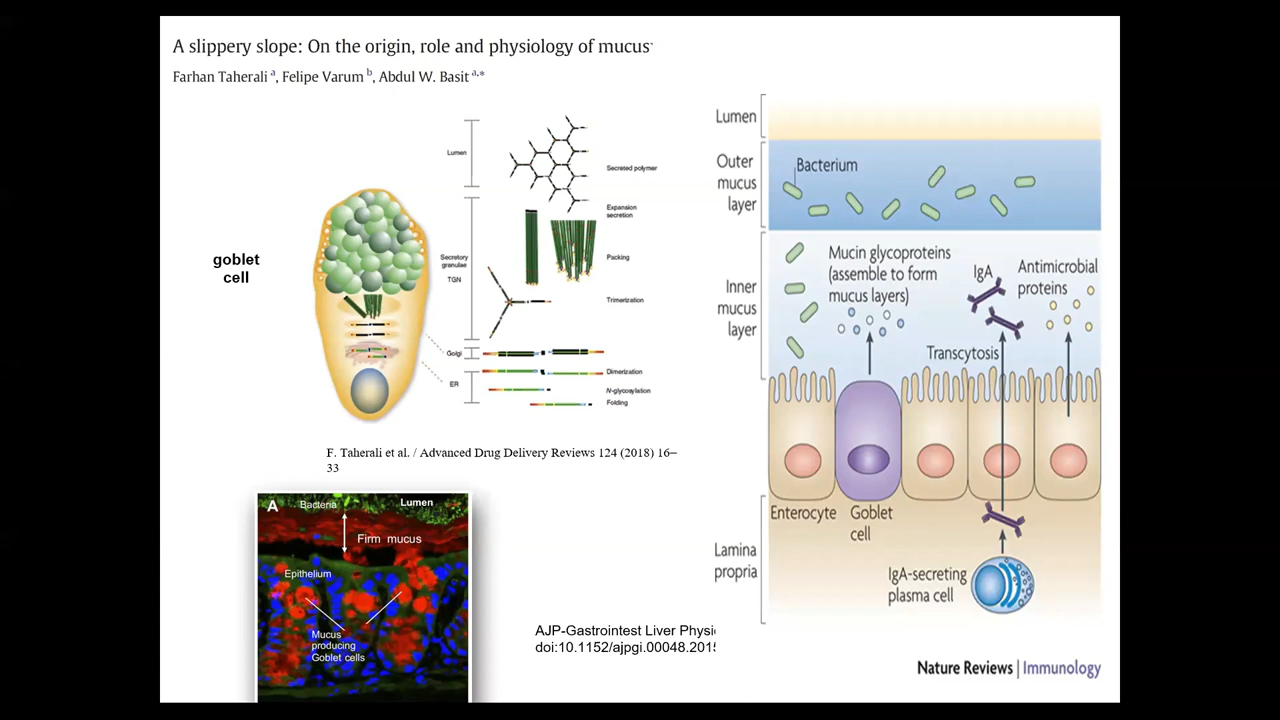 A slippery slope: On the origin, role and physiology of mucus
Farhan Taherali a, Felipe Varum b, Abdul W. Basit a,*
goblet
cell
Lumen
Secretory
granulae
TGN
Golgi
ER
Secreted polymer
Expansion
secretion
Packing
Trimerization
Dimerization
N-glycosylation
Folding
F. Taherali et al. / Advanced Drug Delivery Reviews 124 (2018) 16–
33
A
Bacteria
Lumen
Firm mucus
Epithelium
Mucus
producing
Goblet cells
AJP-Gastrointest Liver Physi
doi:10.1152/ajpgi.00048.201
Lumen
Outer
mucus
layer
Bacterium
Inner
mucus
layer
Mucin glycoproteins
(assemble to form
mucus layers)
IgA
Antimicrobial
proteins
Transcytosis
Enterocyte
Goblet
cell
Lamina
propria
IgA-secreting
plasma cell
Nature Reviews | Immunology